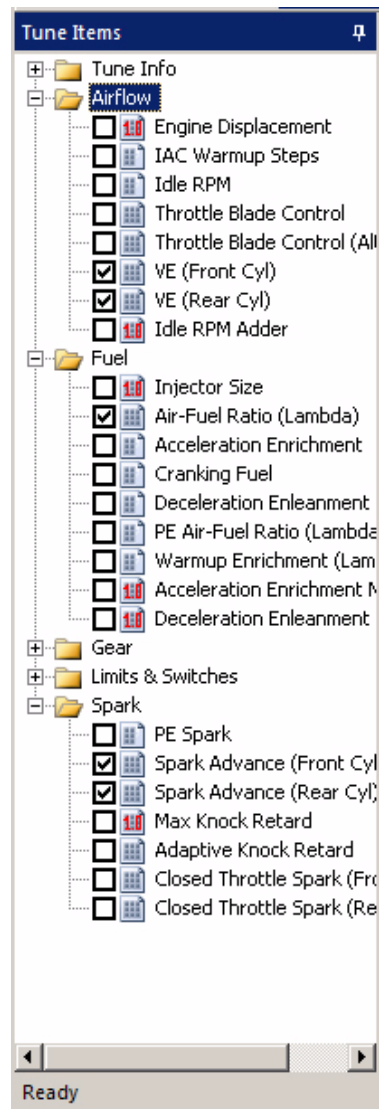 Tune Items
Tune Info
Airflow
Engine Displacement
IAC Warmup Steps
Idle RPM
Throttle Blade Control
Throttle Blade Control (Alt
VE (Front Cyl)
VE (Rear Cyl)
Idle RPM Adder
Fuel
Injector Size
Air-Fuel Ratio (Lambda)
Acceleration Enrichment
Cranking Fuel
Deceleration Enleanment
PE Air-Fuel Ratio (Lambda
Warmup Enrichment (Lam
Acceleration Enrichment M
Deceleration Enleanment
Gear
Limits & Switches
Spark
PE Spark
Spark Advance (Front Cyl
Spark Advance (Rear Cyl)
Max Knock Retard
Adaptive Knock Retard
Closed Throttle Spark (Fro
Closed Throttle Spark (Re
Ready